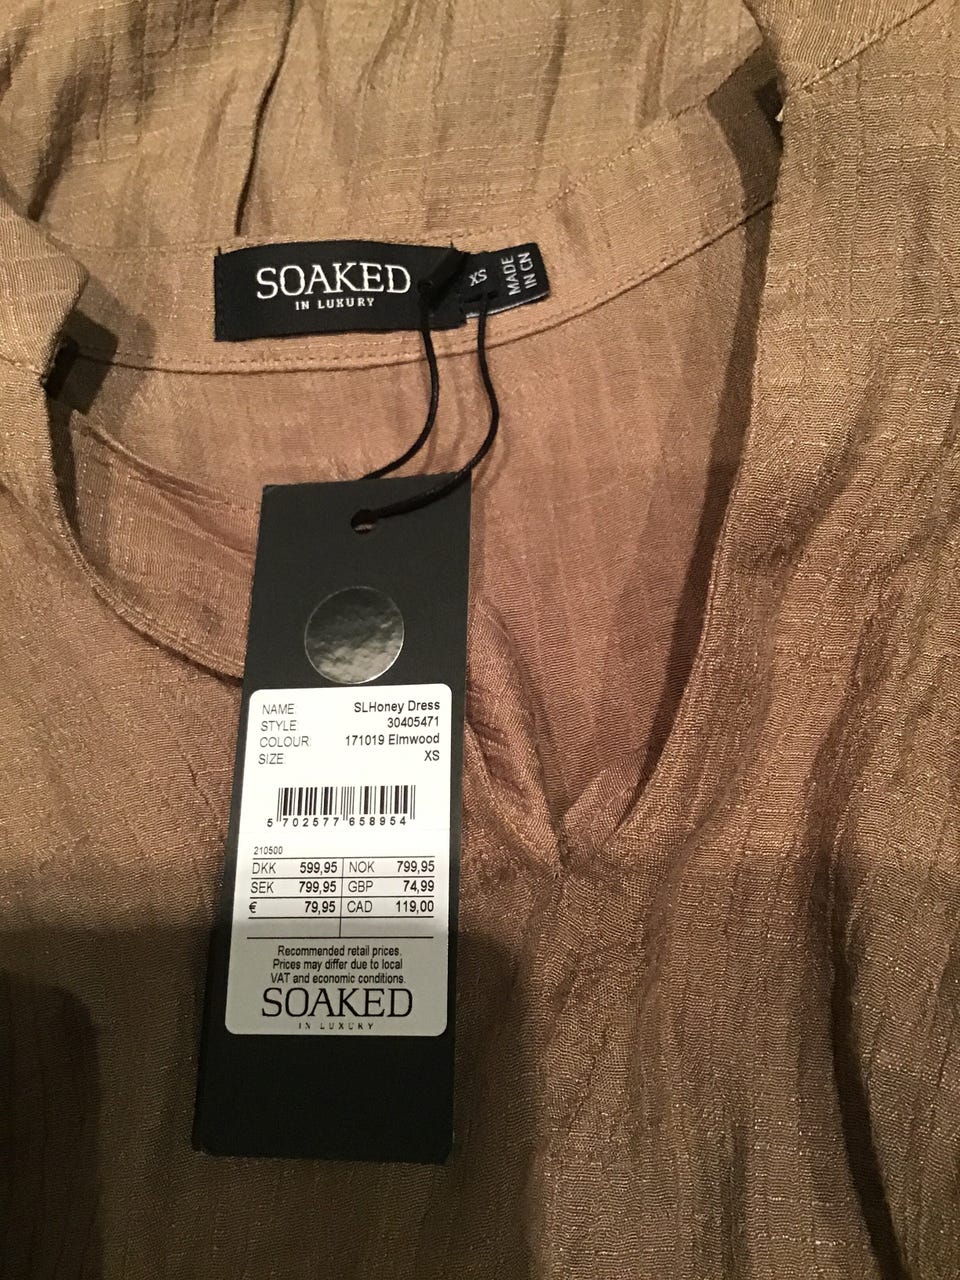 SOAKED
IN LUXURY
XS
MADE
IN CN
NAME: SLHoney Dress
STYLE: 30405471
COLOUR: 171019 Elmwood
SIZE: XS
5 702577 658954
210500
DKK 599,95 NOK 799,95
SEK 799,95 GBP 74,99
€ 79,95 CAD 119,00
Recommended retail prices.
Prices may differ due to local
VAT and economic conditions.
SOAKED
IN LUXURY